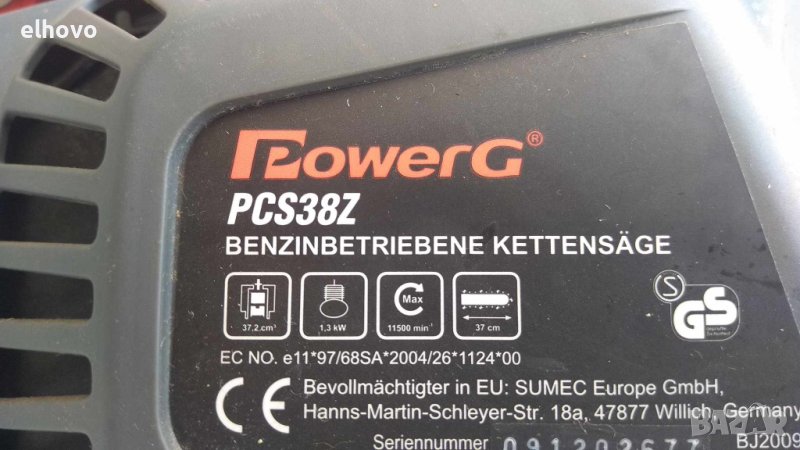 elhovo
PowerG®
PCS38Z
BENZINBETRIEBENE KETTENSÄGE
37,2 cm³ 1,3 kW Max 11500 min⁻¹ 37 cm
S GS
EC NO. e11*97/68SA*2004/26*1124*00
CE Bevollmächtigter in EU: SUMEC Europe GmbH,
Hanns-Martin-Schleyer-Str. 18a, 47877 Willich, Germany
Seriennummer 091203677 BJ2009
BAZAR